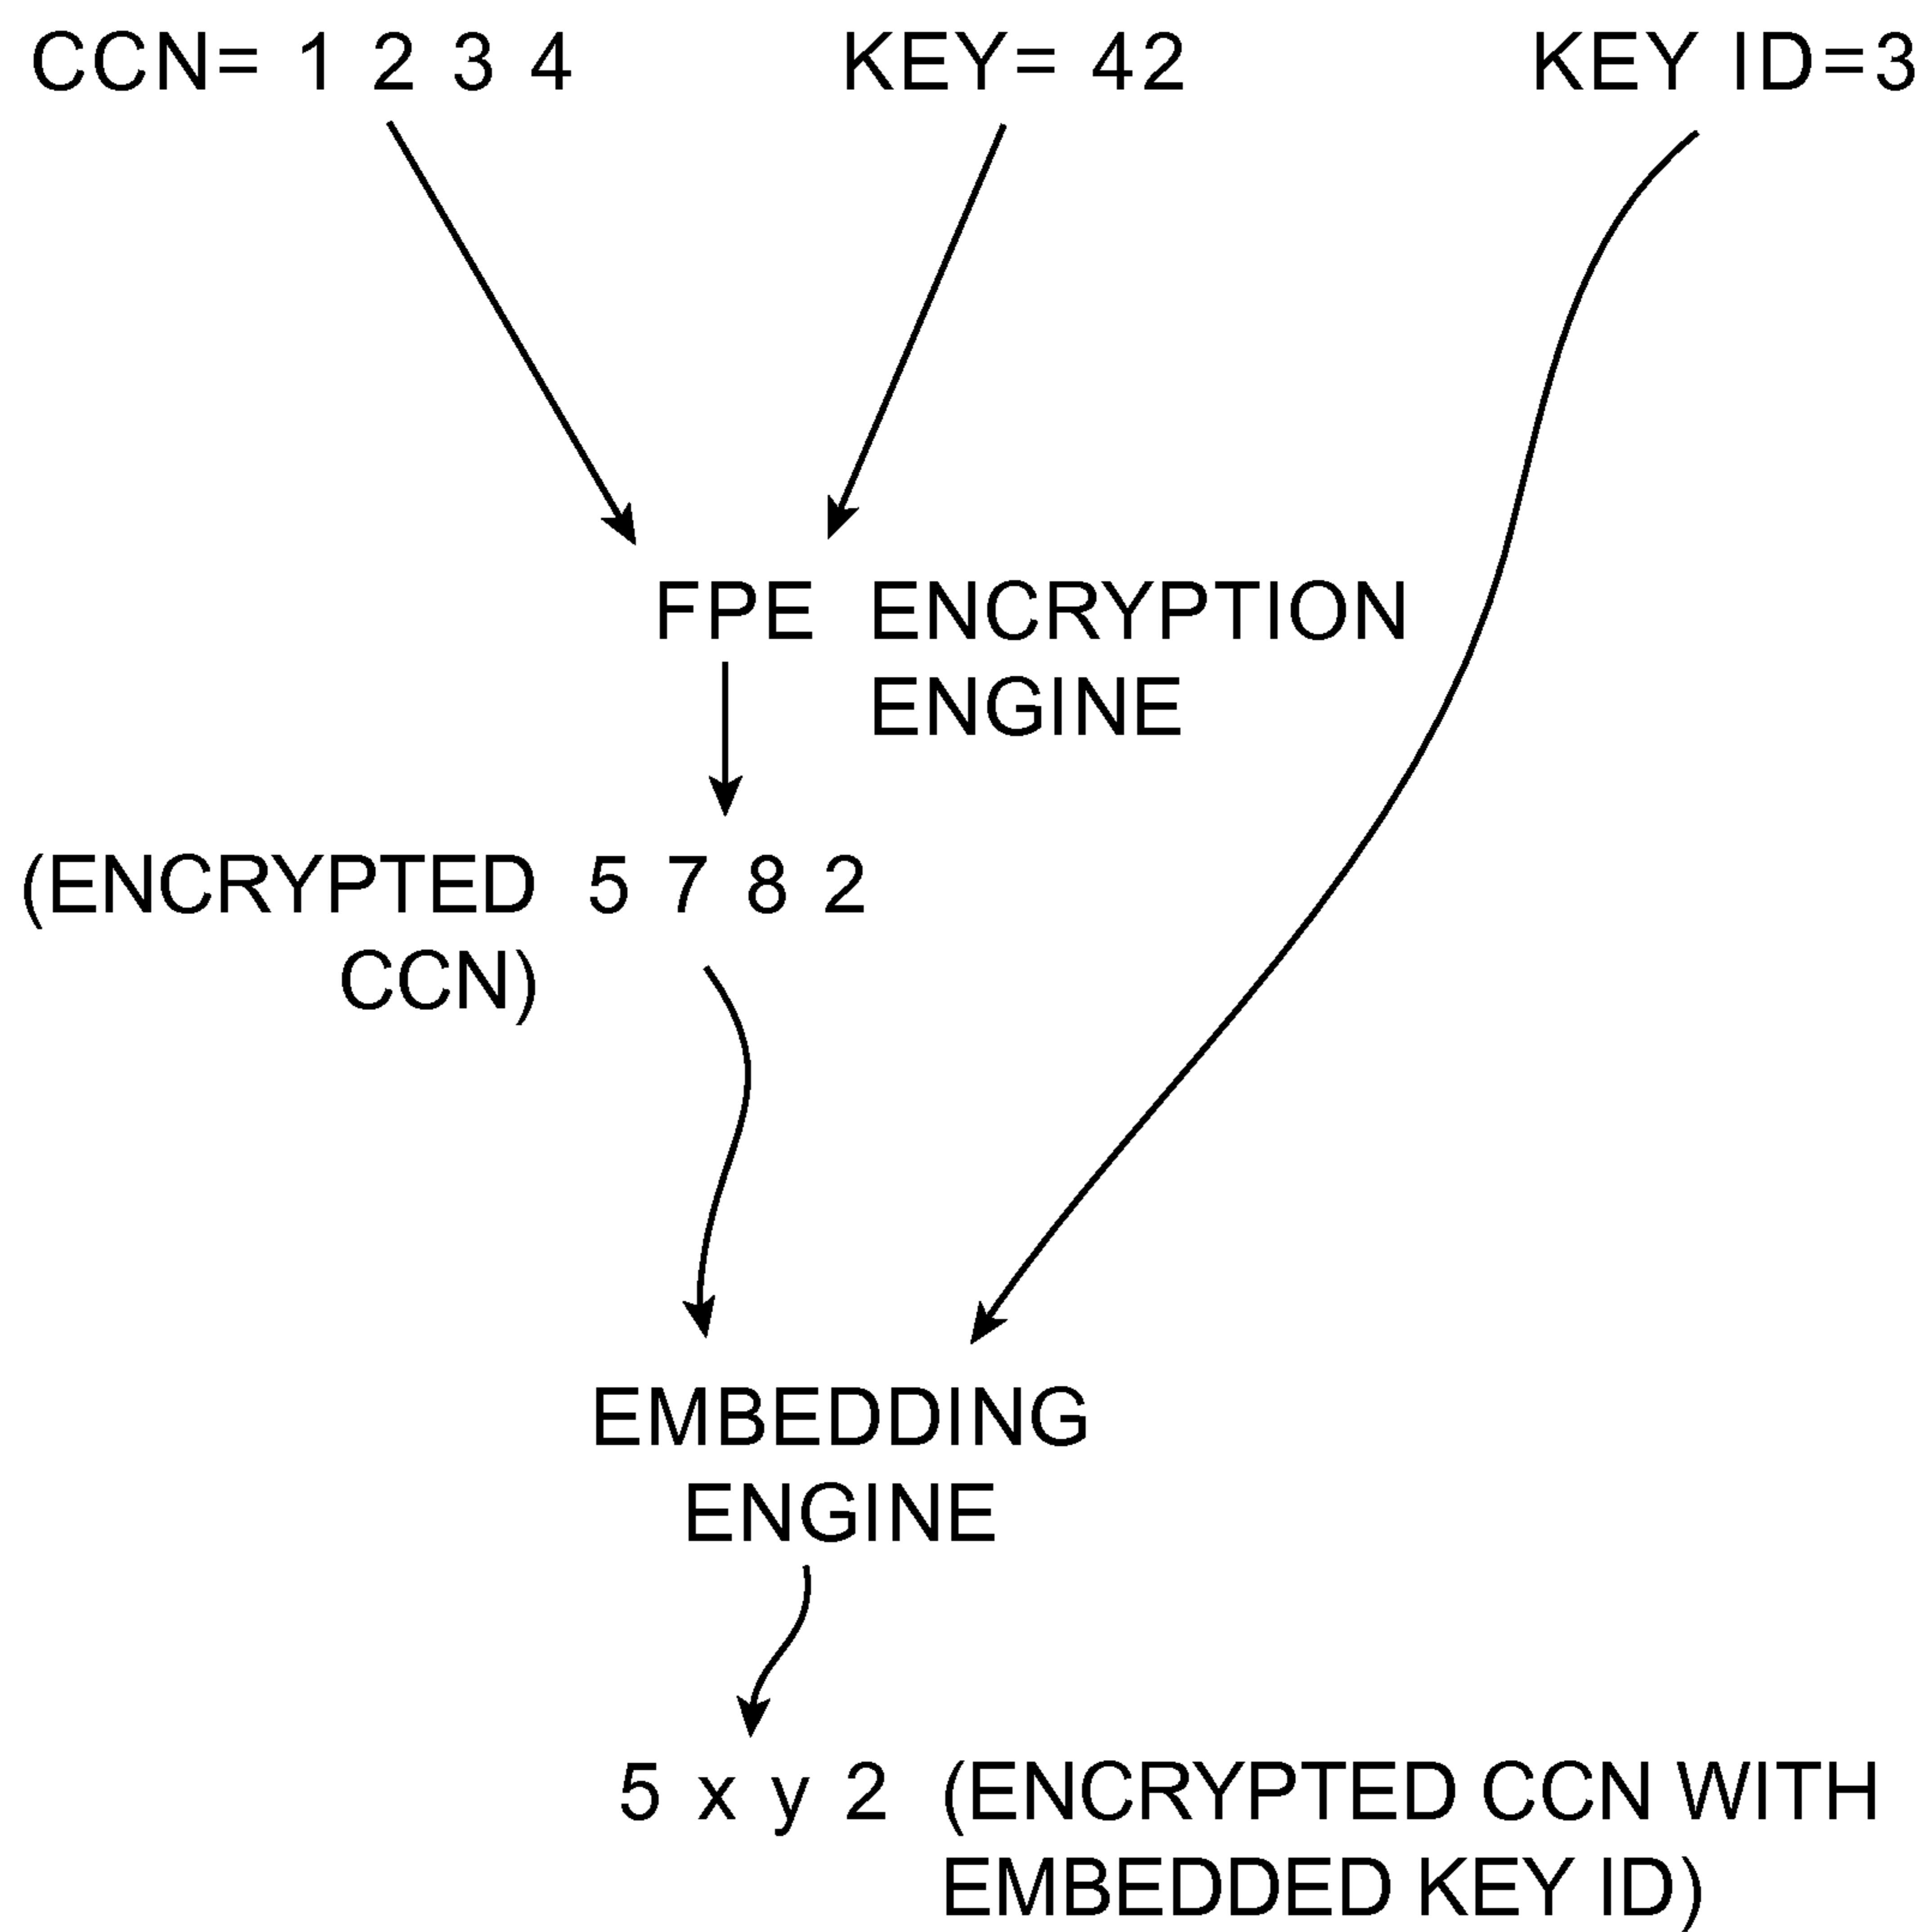 CCN= 1 2 3 4 KEY= 42 KEY ID=3
FPE ENCRYPTION
ENGINE
(ENCRYPTED 5 7 8 2
CCN)
EMBEDDING
ENGINE
5 x y 2 (ENCRYPTED CCN WITH
EMBEDDED KEY ID)